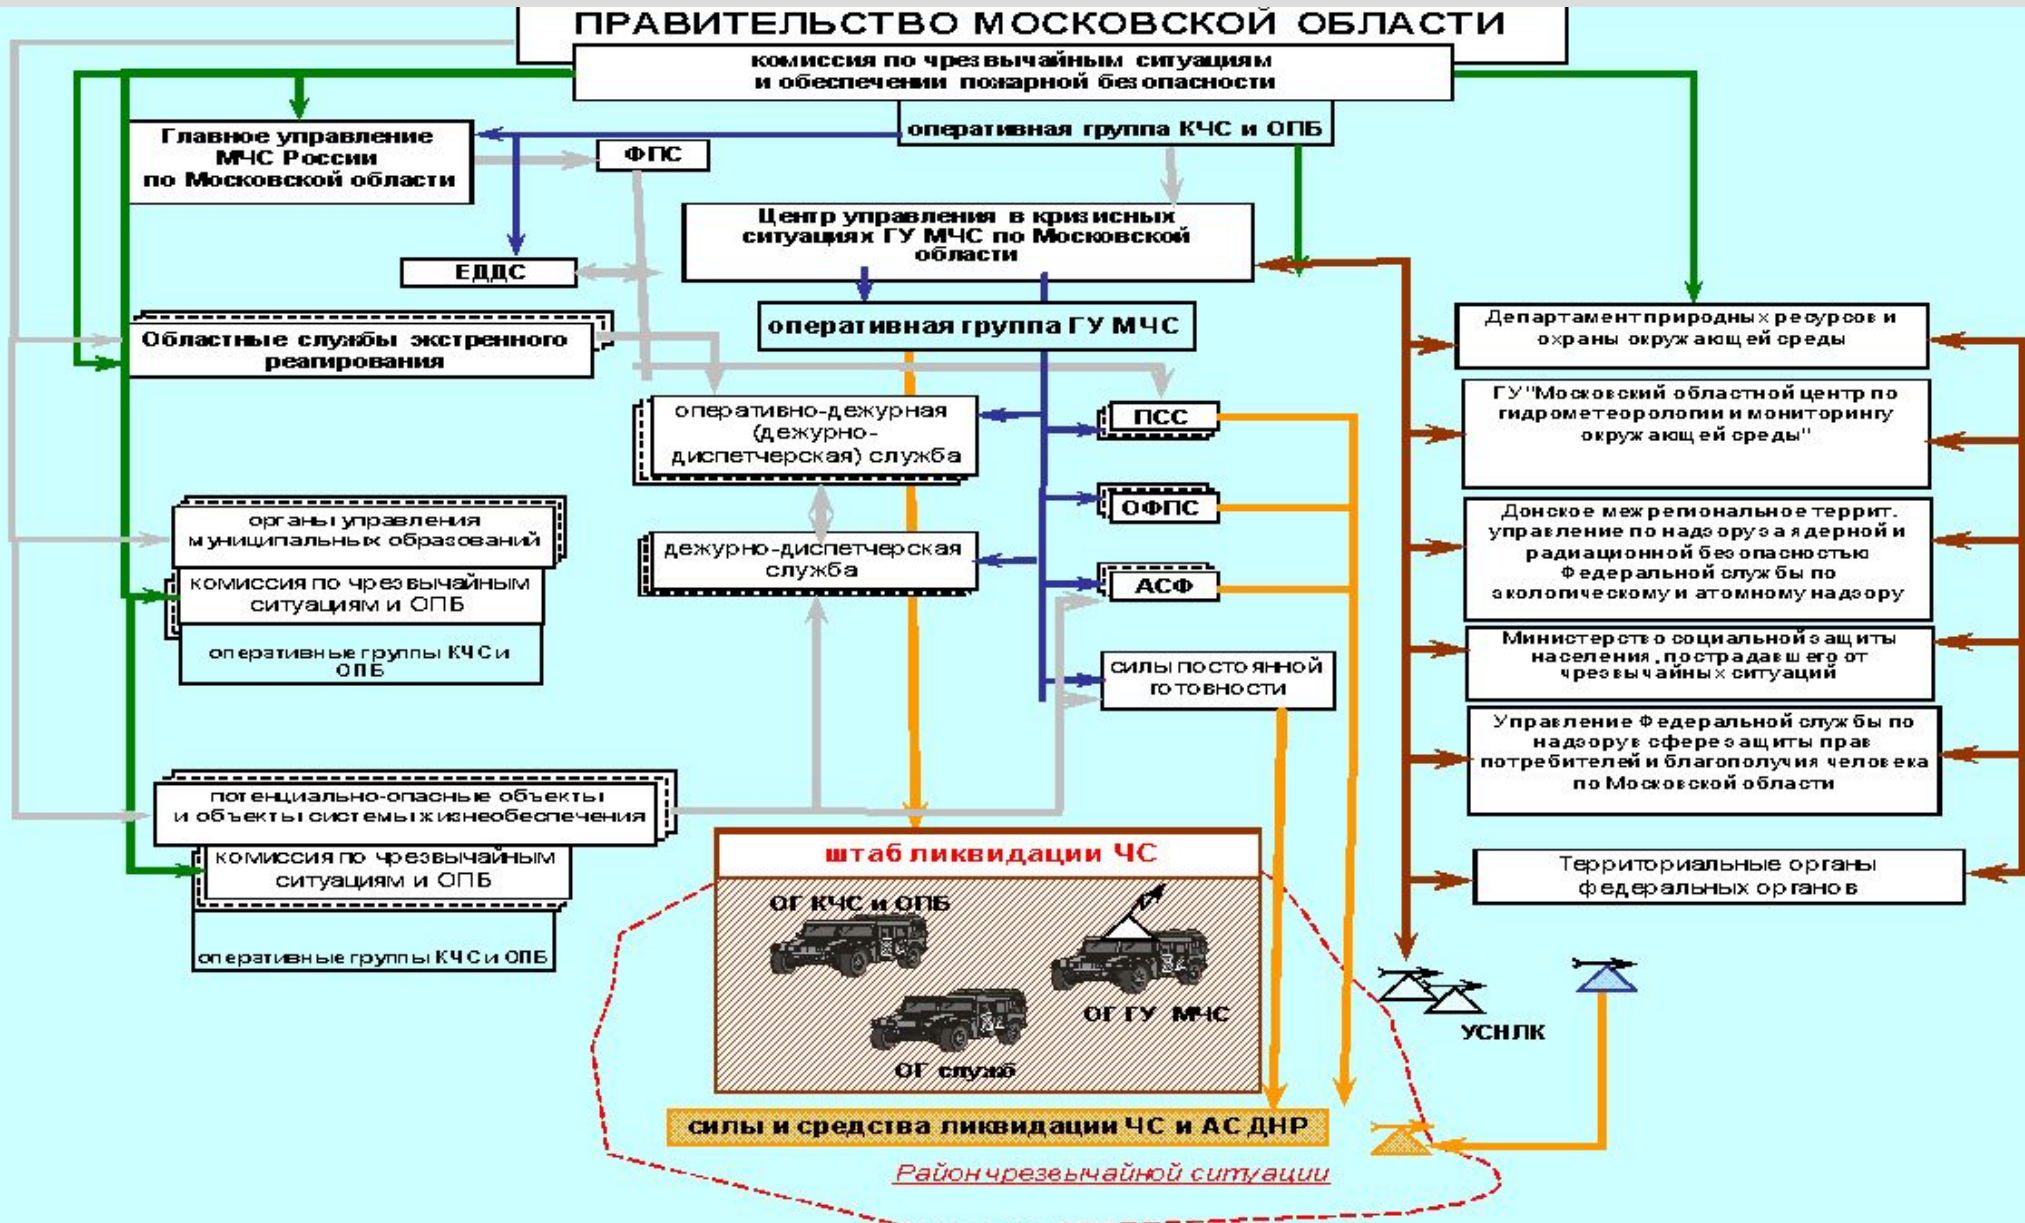 ПРАВИТЕЛЬСТВО МОСКОВСКОЙ ОБЛАСТИ
комиссия по чрезвычайным ситуациям
и обеспечении пожарной безопасности
оперативная группа КЧС и ОПБ
Главное управление
МЧС России
по Московской области
ФПС
Центр управления в кризисных
ситуациях ГУ МЧС по Московской
области
ЕДДС
оперативная группа ГУ МЧС
Областные службы экстренного
реагирования
оперативно-дежурная
(дежурно-
диспетчерская) служба
ПСС
ОФПС
дежурно-диспетчерская
служба
АСФ
силы постоянной
готовности
органы управления
муниципальных образований
комиссия по чрезвычайным
ситуациям и ОПБ
оперативные группы КЧС и
ОПБ
потенциально-опасные объекты
и объекты системы жизнеобеспечения
комиссия по чрезвычайным
ситуациям и ОПБ
оперативные группы КЧС и ОПБ
Департамент природных ресурсов и
охраны окружающей среды
ГУ "Московский областной центр по
гидрометеорологии и мониторингу
окружающей среды"
Донское межрегиональное террит.
управление по надзору за ядерной и
радиационной безопасностью
Федеральной службы по
экологическому и атомному надзору
Министерство социальной защиты
населения, пострадавшего от
чрезвычайных ситуаций
Управление Федеральной службы по
надзору в сфере защиты прав
потребителей и благополучия человека
по Московской области
Территориальные органы
федеральных органов
штаб ликвидации ЧС
ОГ КЧС и ОПБ
ОГ ГУ МЧС
ОГ служб
УСНЛК
силы и средства ликвидации ЧС и АС ДНР
Район чрезвычайной ситуации